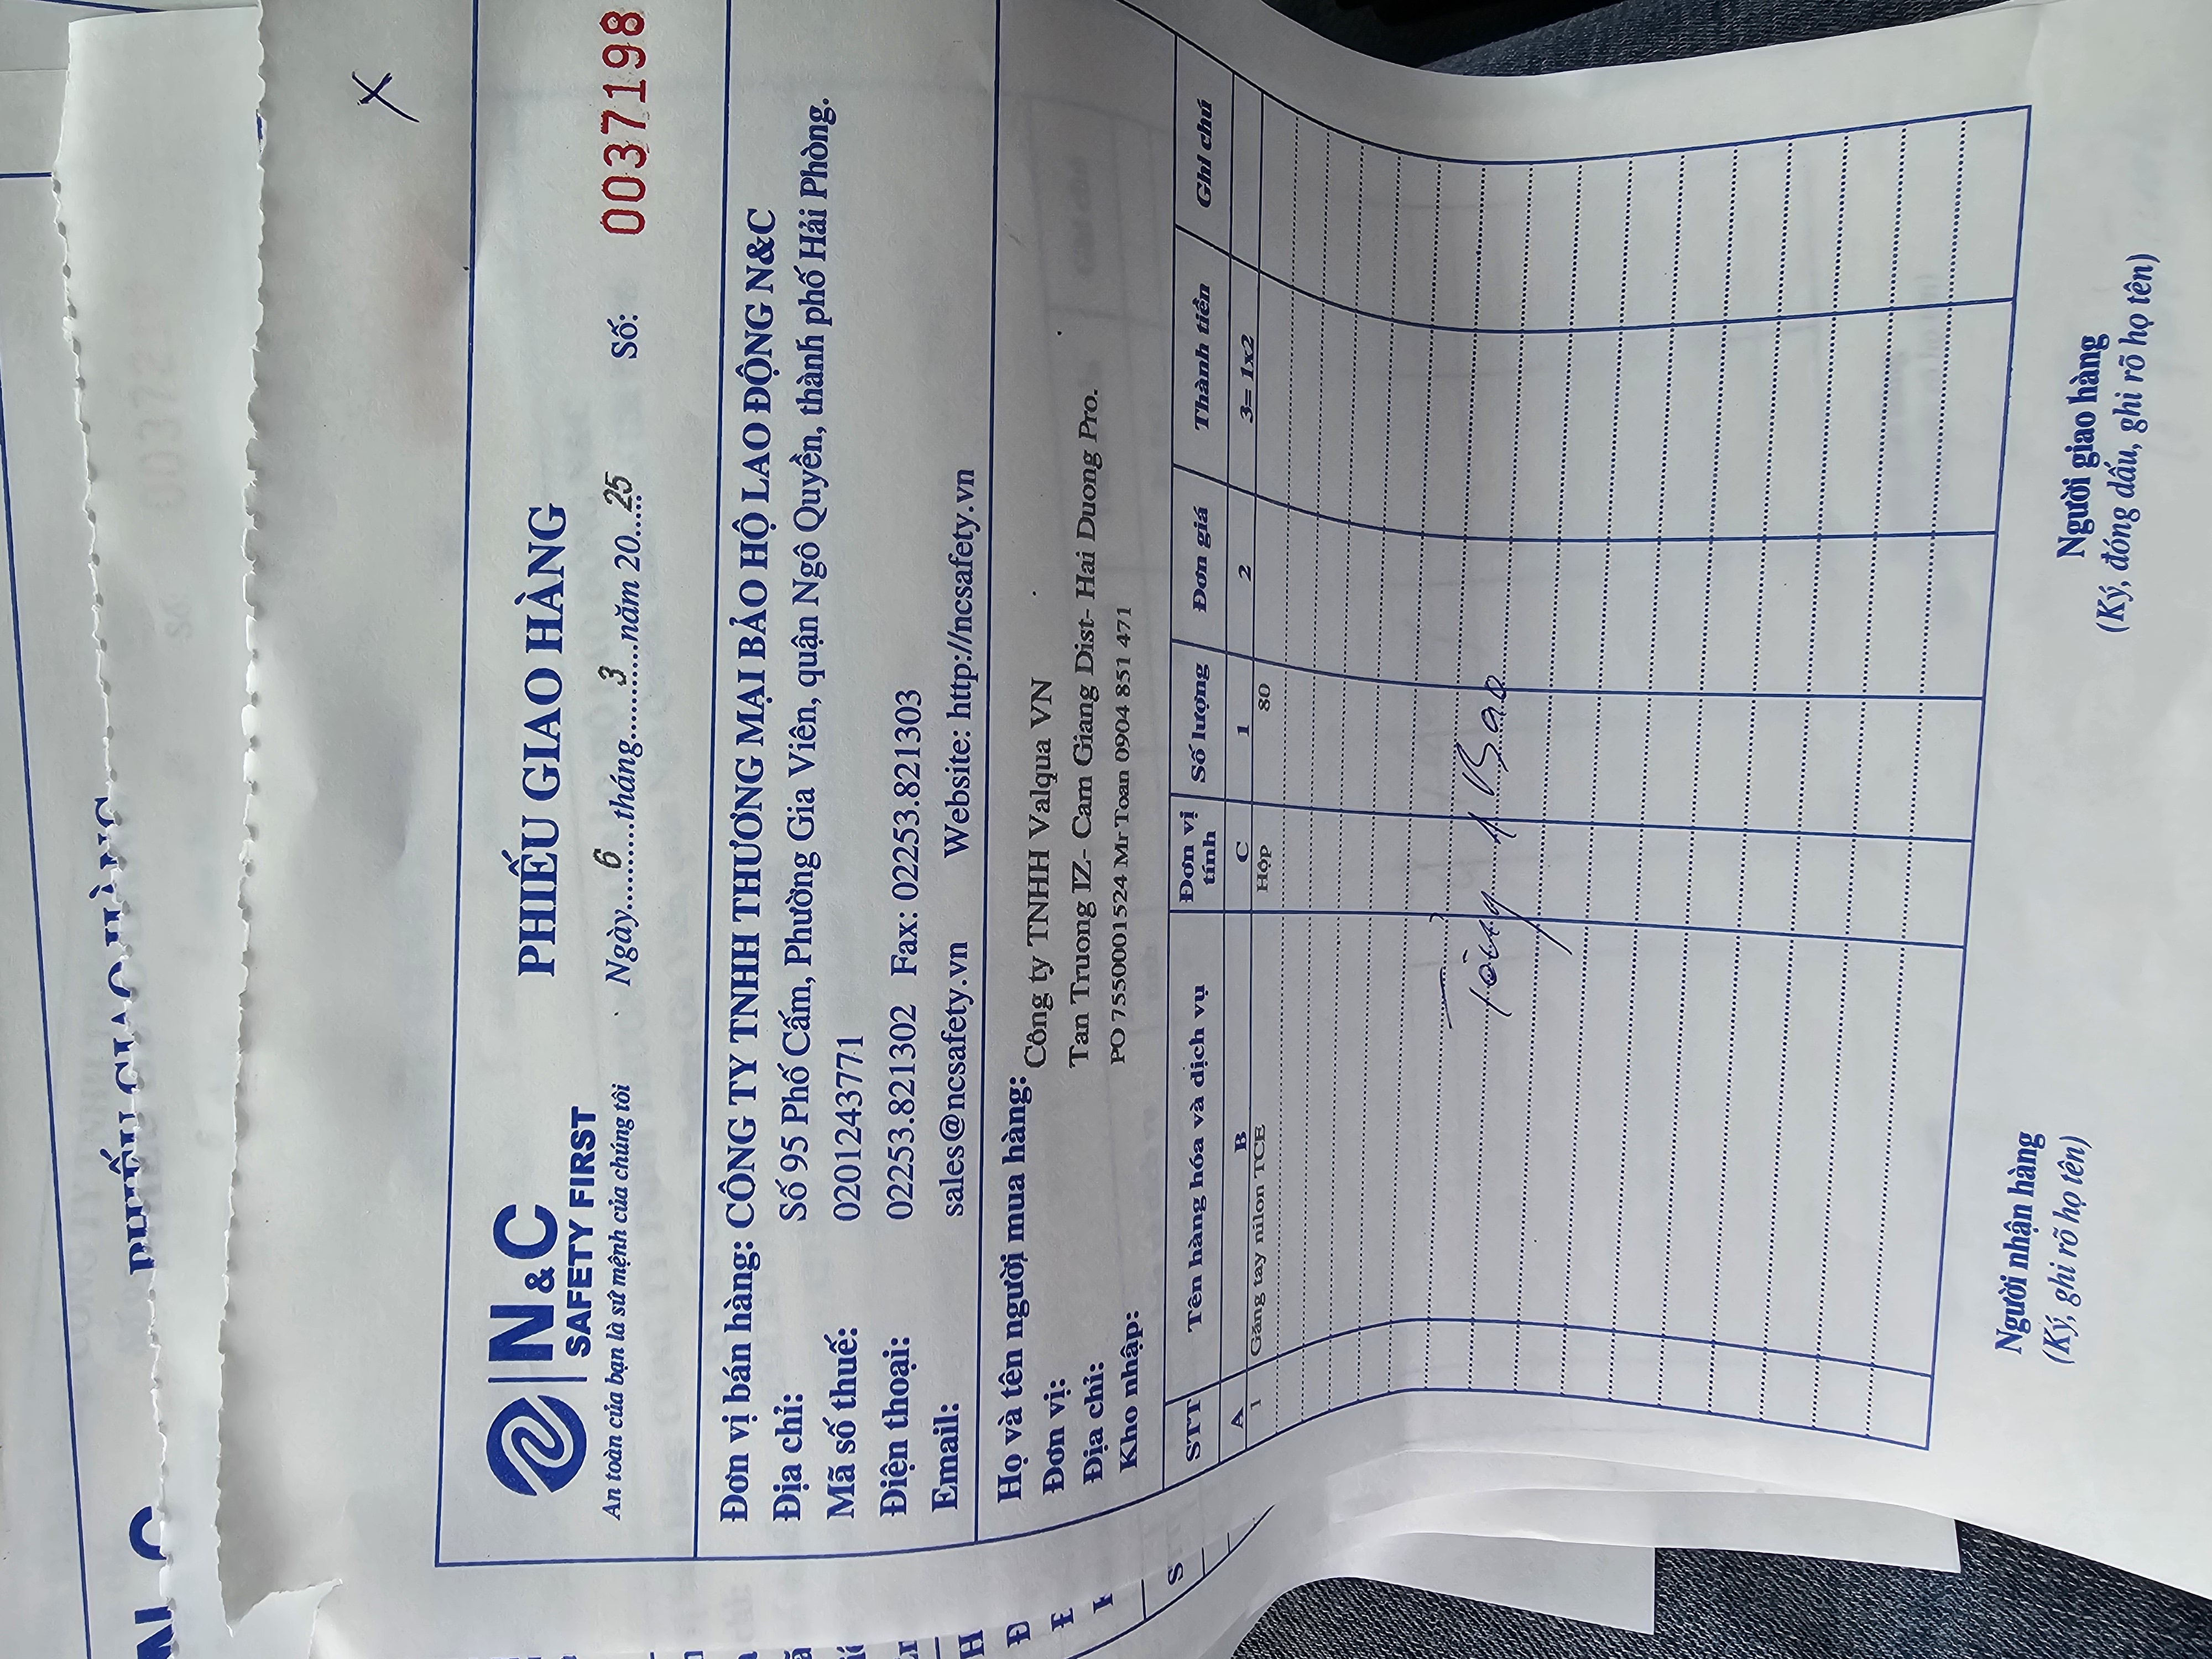 PHIẾU GIAO HÀNG
X
N&C
SAFETY FIRST
An toàn của bạn là sứ mệnh của chúng tôi
PHIẾU GIAO HÀNG
Ngày......6.........tháng.........3.........năm 20....25
Số: 0037198
Đơn vị bán hàng: CÔNG TY TNHH THƯƠNG MẠI BẢO HỘ LAO ĐỘNG N&C
Địa chỉ: Số 95 Phố Cấm, Phường Gia Viên, quận Ngô Quyền, thành phố Hải Phòng.
Mã số thuế: 0201243771
Điện thoại: 02253.821302 Fax: 02253.821303
Email: sales@ncsafety.vn Website: http://ncsafety.vn
Họ và tên người mua hàng:
Đơn vị: Công ty TNHH Valqua VN
Địa chỉ: Tan Truong IZ- Cam Giang Dist- Hai Duong Pro.
Kho nhập: PO 7550001524 Mr Toan 0904 851 471
STT Tên hàng hóa và dịch vụ Đơn vị tính Số lượng Đơn giá Thành tiền Ghi chú
A B C 1 2 3= 1x2
1 Găng tay nilon TCE Hộp 80
Người nhận hàng
(Ký, ghi rõ họ tên)
Người giao hàng
(Ký, đóng dấu, ghi rõ họ tên)